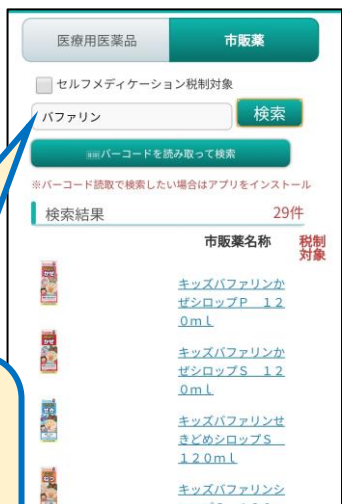 医療用医薬品
市販薬
セルフメディケーション税制対象
バファリン
検索
バーコードを読み取って検索
※バーコード読取で検索したい場合はアプリをインストール
検索結果
29件
市販薬名称
税制
対象
キッズバファリンか
ぜシロップP 12
0mL
キッズバファリンか
ぜシロップS 12
0mL
キッズバファリンせ
きどめシロップS
120mL
キッズバファリンシ